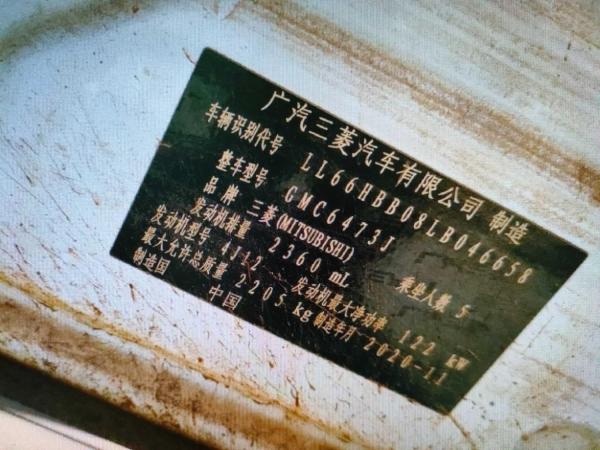 广汽三菱汽车有限公司 制造
车辆识别代号 LL66HBB08LB046658
整车型号 GMC6473J
品牌 三菱(MITSUBISHI) 乘坐人数 5
发动机排量 2360 mL 发动机最大净功率 122 kW
发动机型号 4J12
最大允许总质量 2205 kg 制造年月 2020-11
制造国 中国